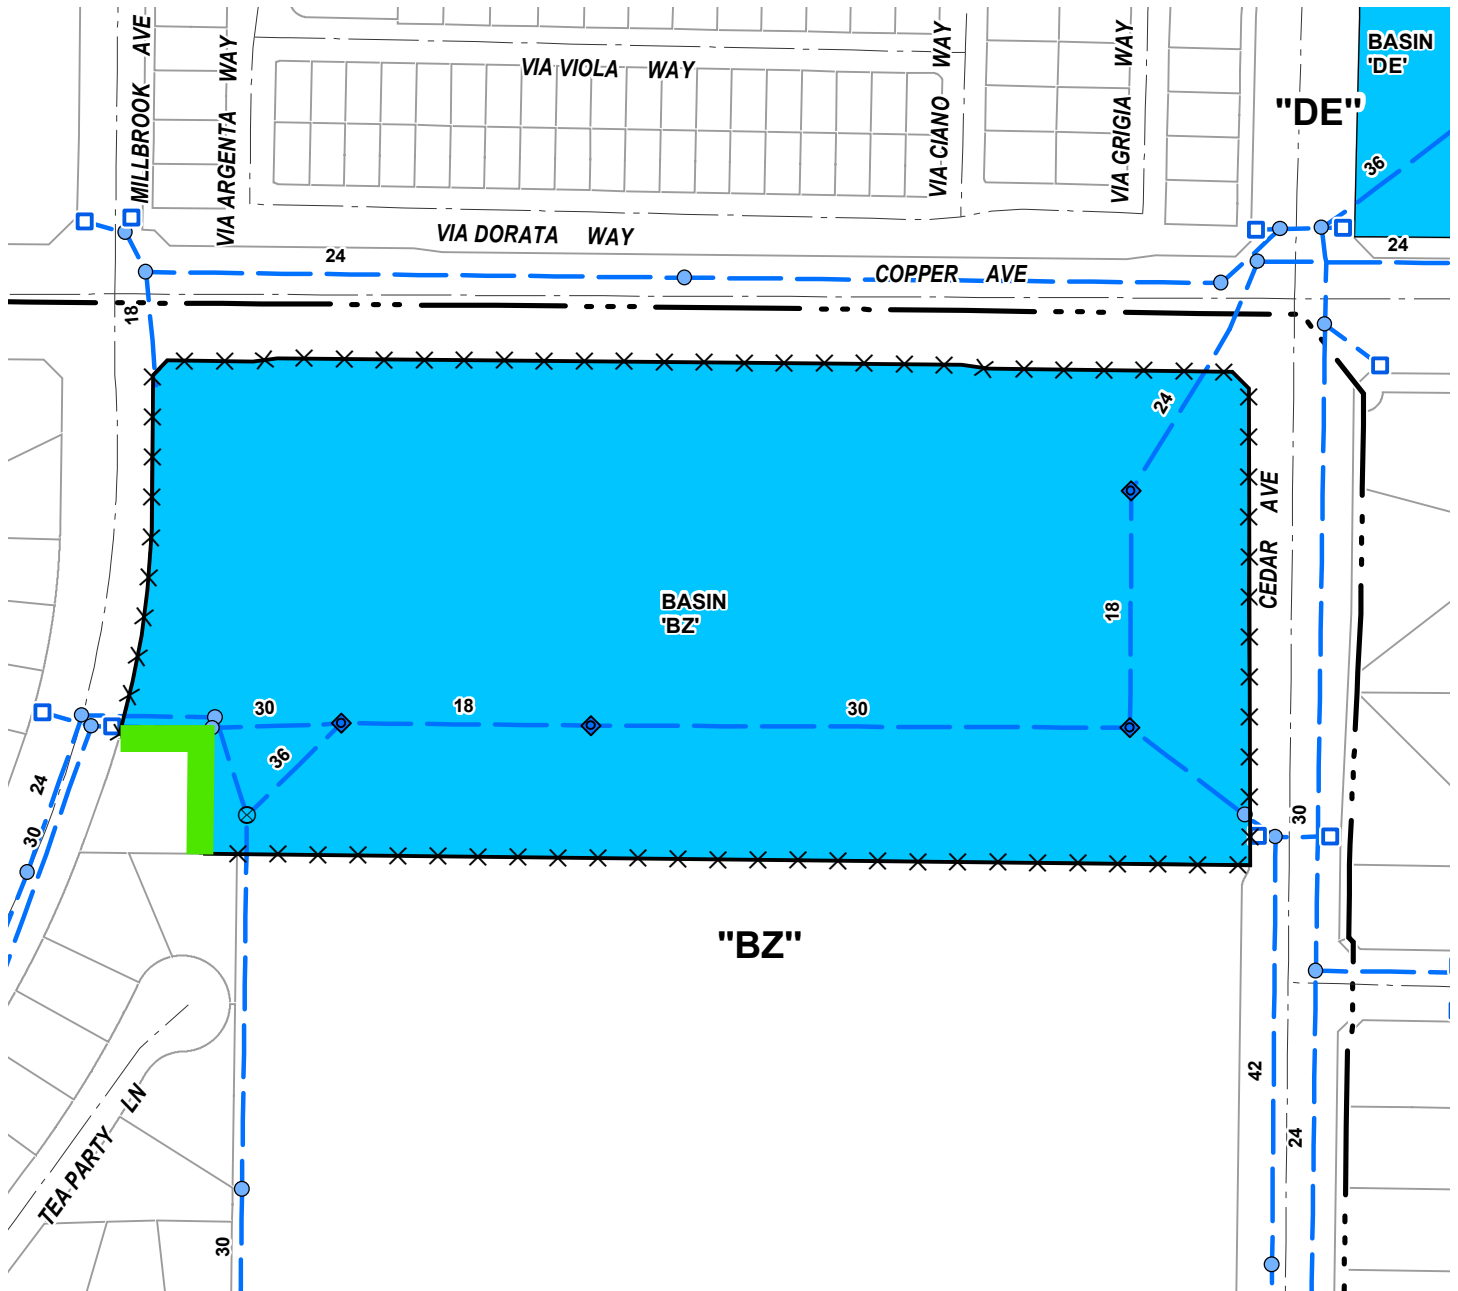 MILLBROOK AVE
VIA ARGENTA WAY
VIA VIOLA WAY
VIA CIANO WAY
VIA GRIGIA WAY
BASIN
'DE'
"DE"
36
VIA DORATA WAY
24
COPPER AVE
24
18
24
CEDAR AVE
BASIN
'BZ'
18
30
18
30
36
24
30
30
"BZ"
42
24
TEA PARTY LN
30